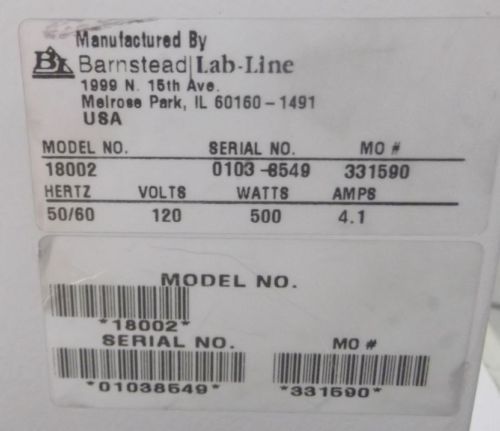 Manufactured By
BL Barnstead|Lab-Line
1999 N. 15th Ave.
Melrose Park, IL 60160-1491
USA
MODEL NO. SERIAL NO. MO #
18002 0103-8549 331590
HERTZ VOLTS WATTS AMPS
50/60 120 500 4.1
MODEL NO.
*18002*
SERIAL NO. MO #
*01038549* *331590*